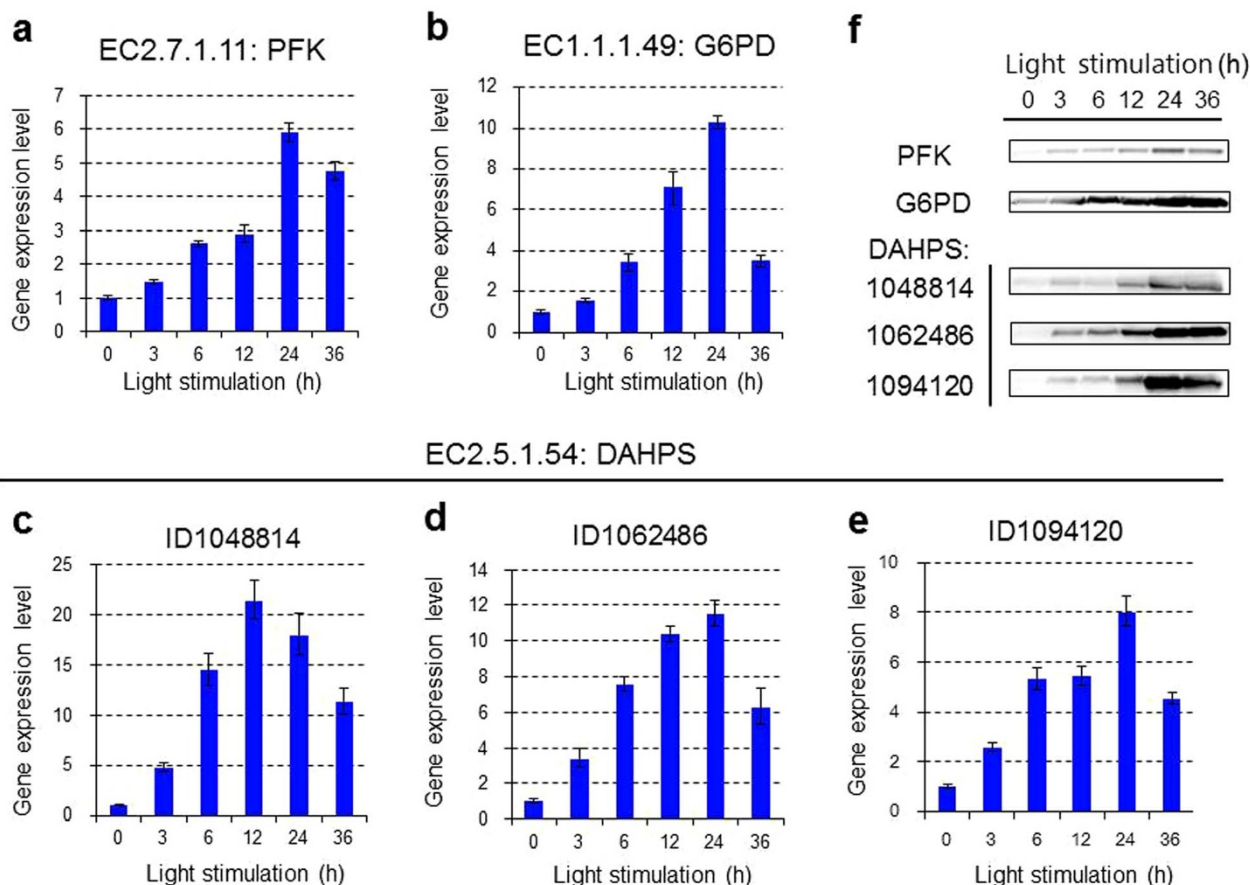 a
EC2.7.1.11: PFK
Gene expression level
7
6
5
4
3
2
1
0
0 3 6 12 24 36
Light stimulation (h)
b
EC1.1.1.49: G6PD
Gene expression level
12
10
8
6
4
2
0
0 3 6 12 24 36
Light stimulation (h)
f
Light stimulation (h)
0 3 6 12 24 36
PFK
G6PD
DAHPS:
1048814
1062486
1094120
EC2.5.1.54: DAHPS
c
ID1048814
Gene expression level
25
20
15
10
5
0
0 3 6 12 24 36
Light stimulation (h)
d
ID1062486
Gene expression level
14
12
10
8
6
4
2
0
0 3 6 12 24 36
Light stimulation (h)
e
ID1094120
Gene expression level
10
8
6
4
2
0
0 3 6 12 24 36
Light stimulation (h)